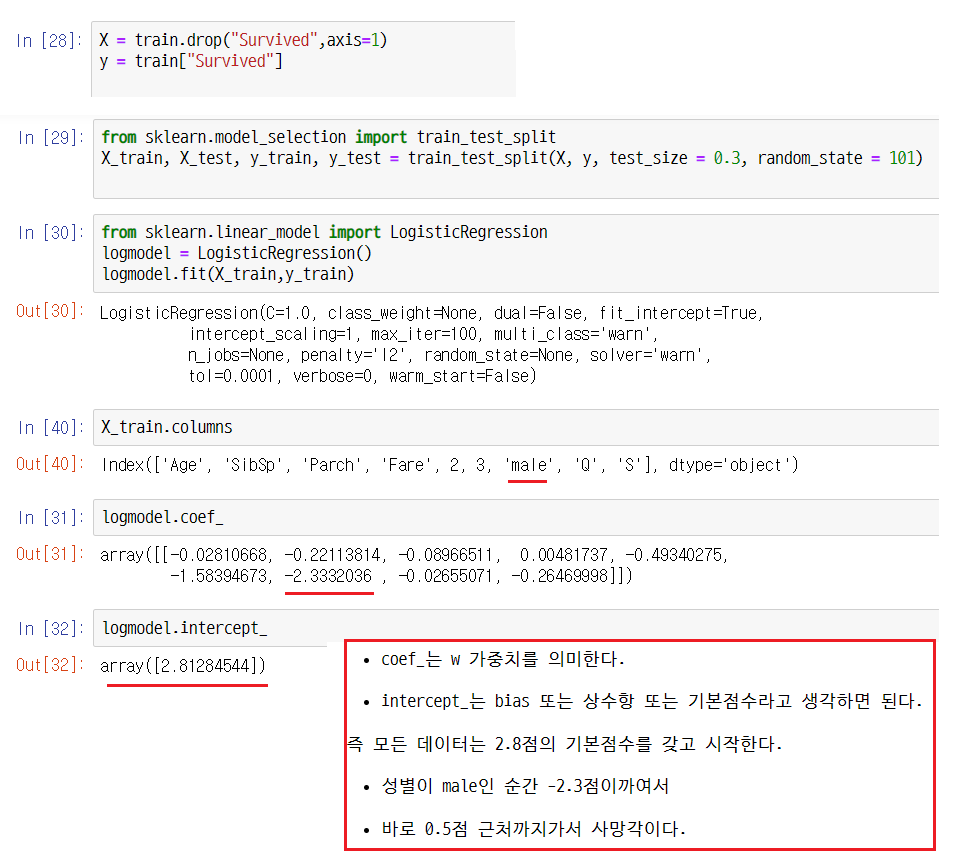 In [28]: X = train.drop("Survived",axis=1)
y = train["Survived"]
In [29]: from sklearn.model_selection import train_test_split
X_train, X_test, y_train, y_test = train_test_split(X, y, test_size = 0.3, random_state = 101)
In [30]: from sklearn.linear_model import LogisticRegression
logmodel = LogisticRegression()
logmodel.fit(X_train,y_train)
Out[30]: LogisticRegression(C=1.0, class_weight=None, dual=False, fit_intercept=True,
intercept_scaling=1, max_iter=100, multi_class='warn',
n_jobs=None, penalty='l2', random_state=None, solver='warn',
tol=0.0001, verbose=0, warm_start=False)
In [40]: X_train.columns
Out[40]: Index(['Age', 'SibSp', 'Parch', 'Fare', 2, 3, 'male', 'Q', 'S'], dtype='object')
In [31]: logmodel.coef_
Out[31]: array([[-0.02810668, -0.22113814, -0.08966511, 0.00481737, -0.49340275,
-1.58394673, -2.3332036 , -0.02655071, -0.26469998]])
In [32]: logmodel.intercept_
Out[32]: array([2.81284544])
• coef_는 w 가중치를 의미한다.
• intercept_는 bias 또는 상수항 또는 기본점수라고 생각하면 된다.
즉 모든 데이터는 2.8점의 기본점수를 갖고 시작한다.
• 성별이 male인 순간 -2.3점이까여서
• 바로 0.5점 근처까지가서 사망각이다.